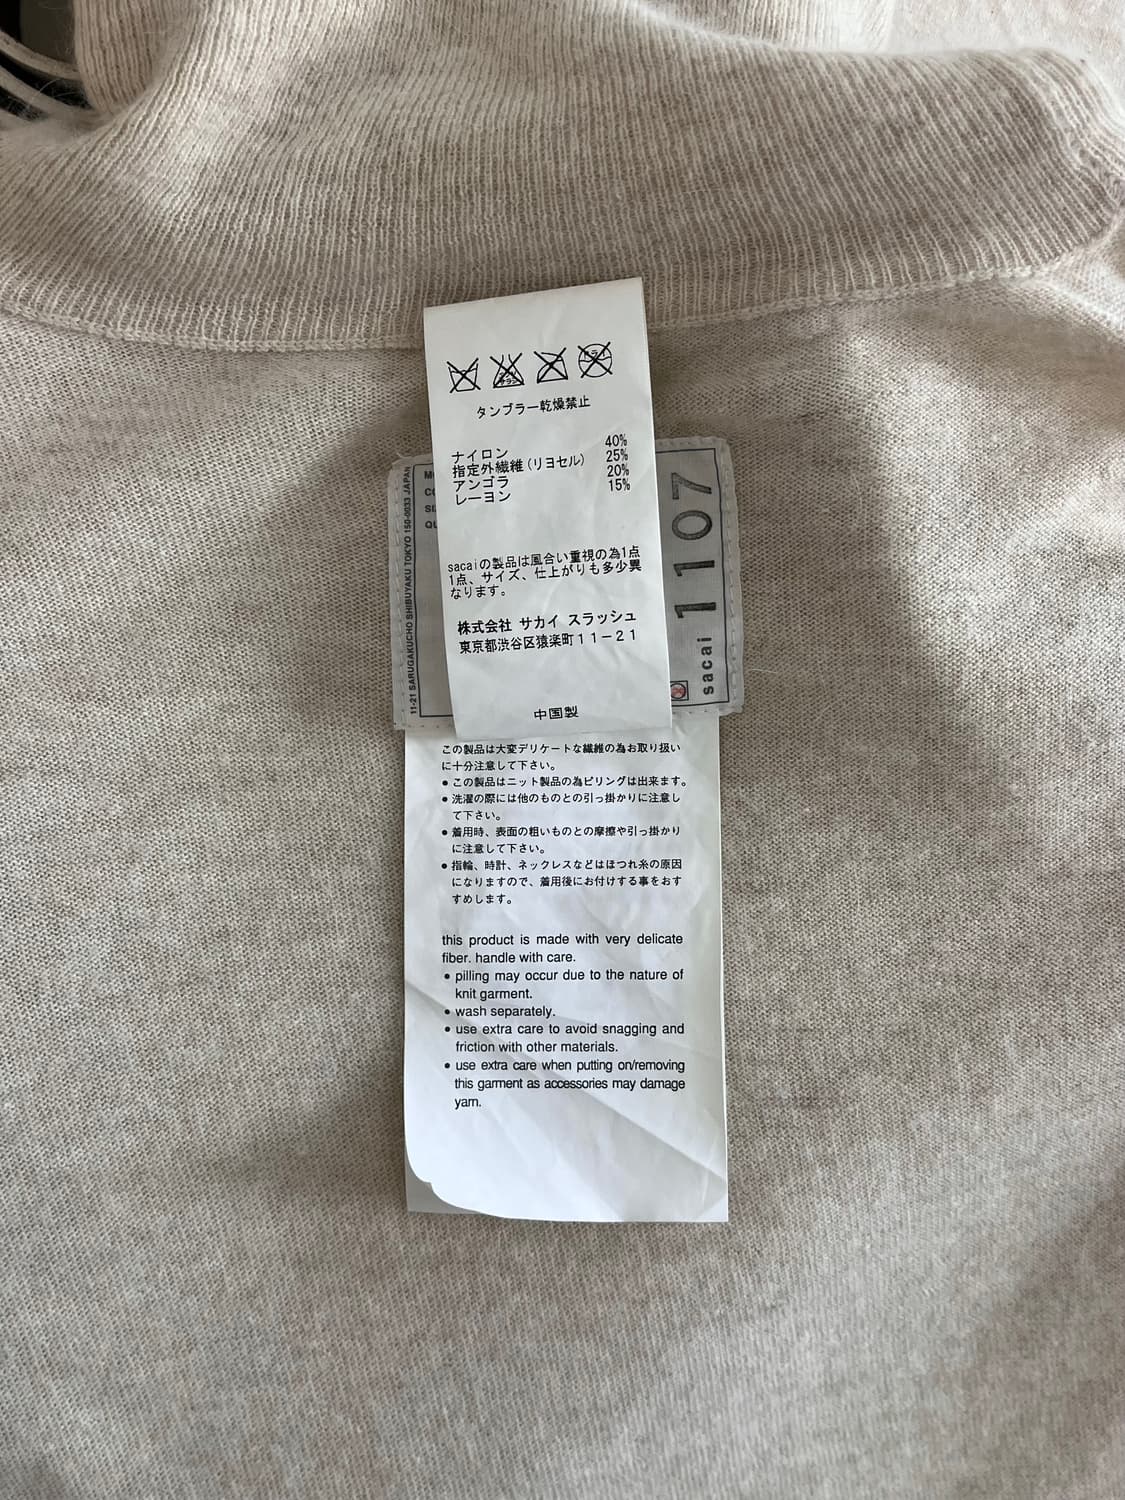 ドライ
エンソ
サラシ
タンブラー乾燥禁止
ナイロン 40%
指定外繊維(リヨセル) 25%
アンゴラ 20%
レーヨン 15%
sacaiの製品は風合い重視の為1点
1点、サイズ、仕上がりも多少異
なります。
株式会社 サカイ スラッシュ
東京都渋谷区猿楽町11-21
中国製
11-21 SARUGAKUCHO SHIBUYAKU TOKYO 150-0033 JAPAN
sacai 1107
この製品は大変デリケートな繊維の為お取り扱い
に十分注意して下さい。
● この製品はニット製品の為ピリングは出来ます。
● 洗濯の際には他のものとの引っ掛かりに注意し
て下さい。
● 着用時、表面の粗いものとの摩擦や引っ掛かり
に注意して下さい。
● 指輪、時計、ネックレスなどはほつれ糸の原因
になりますので、着用後にお付けする事をおす
すめします。
this product is made with very delicate
fiber. handle with care.
● pilling may occur due to the nature of
knit garment.
● wash separately.
● use extra care to avoid snagging and
friction with other materials.
● use extra care when putting on/removing
this garment as accessories may damage
yarn.